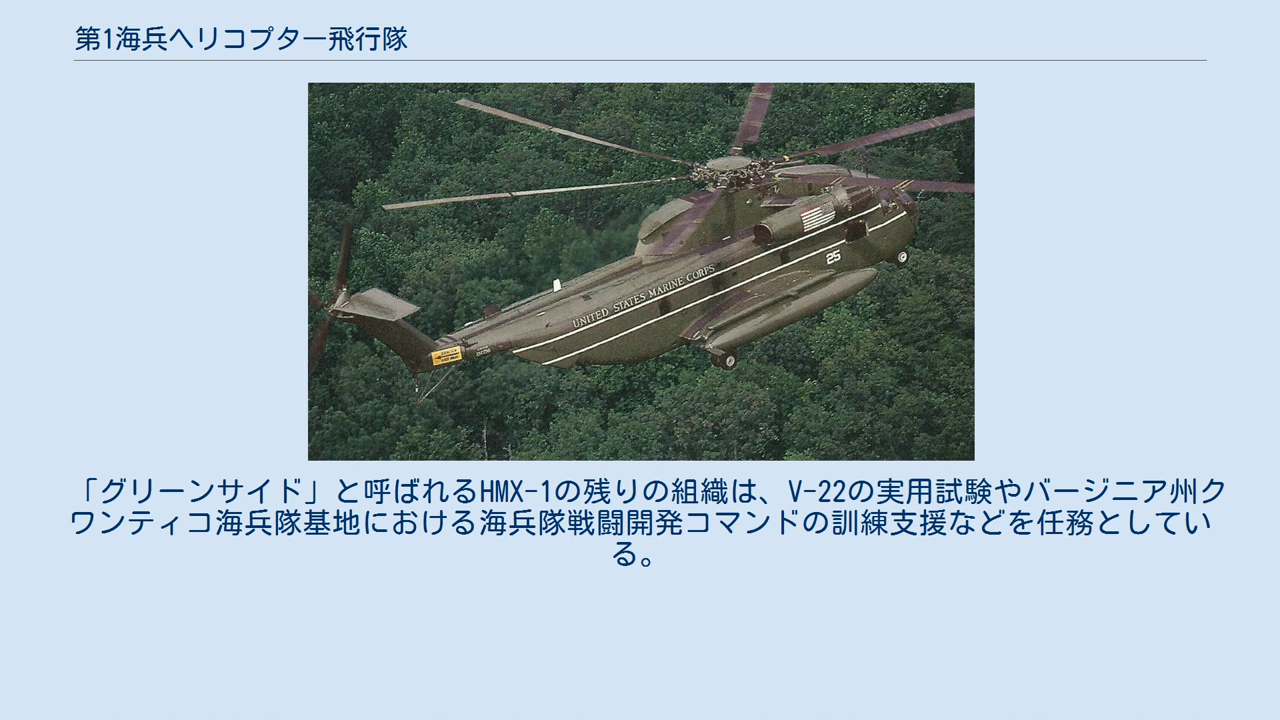 第1海兵ヘリコプター飛行隊
UNITED STATES MARINE CORPS
25
「グリーンサイド」と呼ばれるHMX-1の残りの組織は、V-22の実用試験やバージニア州ク
ワンティコ海兵隊基地における海兵隊戦闘開発コマンドの訓練支援などを任務としてい
る。